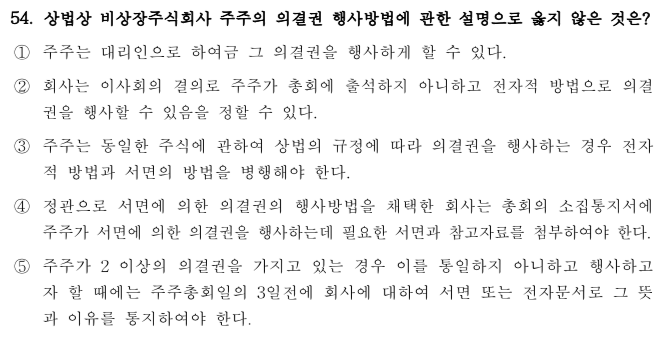 54. 상법상 비상장주식회사 주주의 의결권 행사방법에 관한 설명으로 옳지 않은 것은?
① 주주는 대리인으로 하여금 그 의결권을 행사하게 할 수 있다.
② 회사는 이사회의 결의로 주주가 총회에 출석하지 아니하고 전자적 방법으로 의결
권을 행사할 수 있음을 정할 수 있다.
③ 주주는 동일한 주식에 관하여 상법의 규정에 따라 의결권을 행사하는 경우 전자
적 방법과 서면의 방법을 병행해야 한다.
④ 정관으로 서면에 의한 의결권의 행사방법을 채택한 회사는 총회의 소집통지서에
주주가 서면에 의한 의결권을 행사하는데 필요한 서면과 참고자료를 첨부하여야 한다.
⑤ 주주가 2 이상의 의결권을 가지고 있는 경우 이를 통일하지 아니하고 행사하고
자 할 때에는 주주총회일의 3일전에 회사에 대하여 서면 또는 전자문서로 그 뜻
과 이유를 통지하여야 한다.